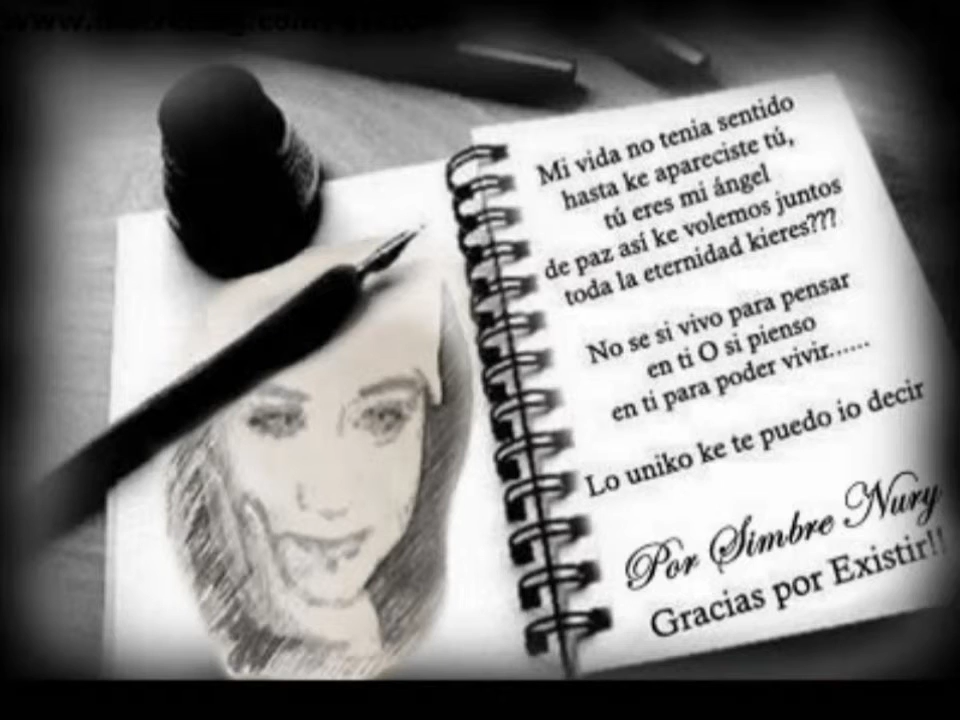 Mi vida no tenia sentido
hasta ke apareciste tú,
tú eres mi ángel
de paz así ke volemos juntos
toda la eternidad kieres???
No se si vivo para pensar
en ti O si pienso
en ti para poder vivir......
Lo uniko ke te puedo io decir
Por Simbre Nury
Gracias por Existir!!